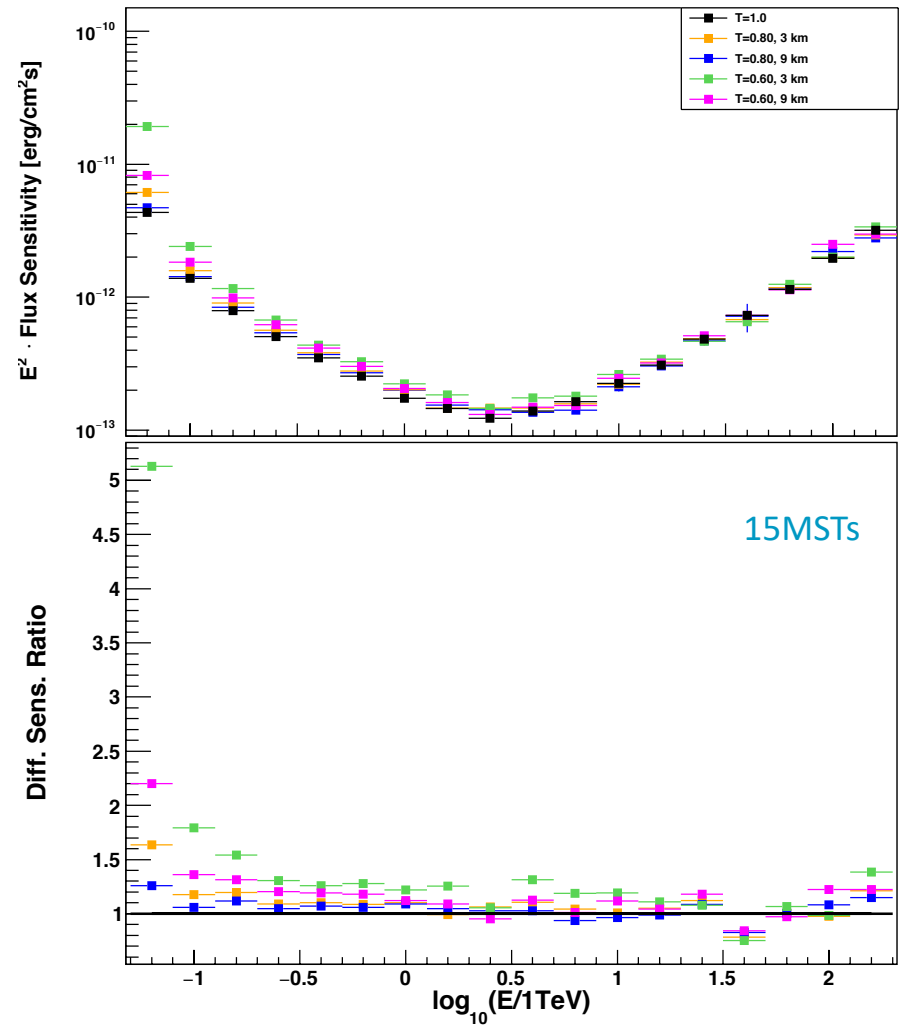 10⁻¹⁰
10⁻¹¹
10⁻¹²
10⁻¹³
E² · Flux Sensitivity [erg/cm²s]
T=1.0
T=0.80, 3 km
T=0.80, 9 km
T=0.60, 3 km
T=0.60, 9 km
15MSTs
5
4.5
4
3.5
3
2.5
2
1.5
1
Diff. Sens. Ratio
−1 −0.5 0 0.5 1 1.5 2
log₁₀(E/1TeV)